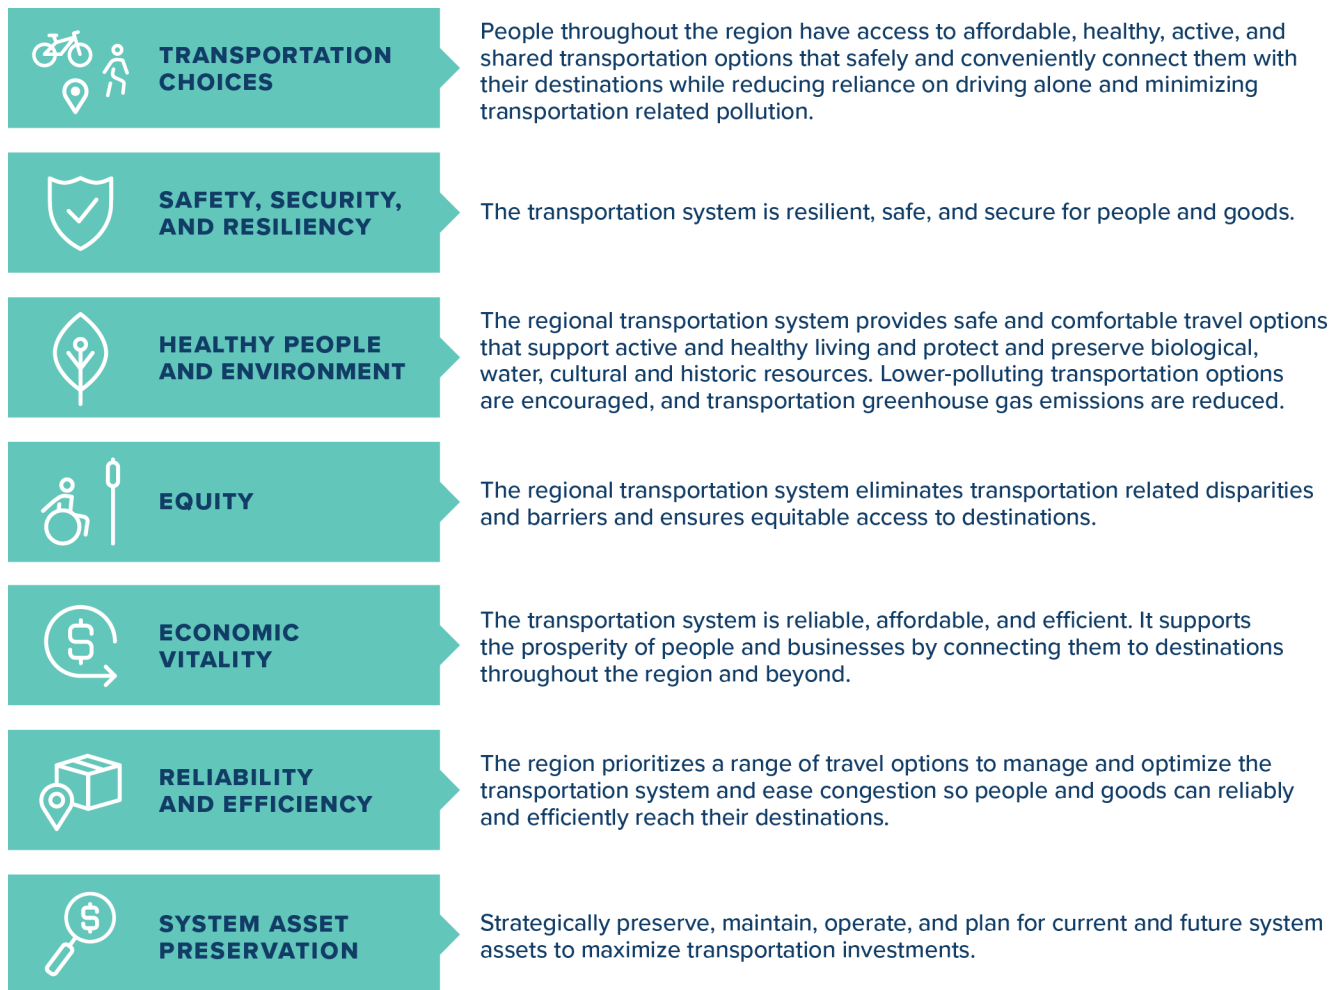 TRANSPORTATION
CHOICES
People throughout the region have access to affordable, healthy, active, and
shared transportation options that safely and conveniently connect them with
their destinations while reducing reliance on driving alone and minimizing
transportation related pollution.
SAFETY, SECURITY,
AND RESILIENCY
The transportation system is resilient, safe, and secure for people and goods.
HEALTHY PEOPLE
AND ENVIRONMENT
The regional transportation system provides safe and comfortable travel options
that support active and healthy living and protect and preserve biological,
water, cultural and historic resources. Lower-polluting transportation options
are encouraged, and transportation greenhouse gas emissions are reduced.
EQUITY
The regional transportation system eliminates transportation related disparities
and barriers and ensures equitable access to destinations.
$
ECONOMIC
VITALITY
The transportation system is reliable, affordable, and efficient. It supports
the prosperity of people and businesses by connecting them to destinations
throughout the region and beyond.
RELIABILITY
AND EFFICIENCY
The region prioritizes a range of travel options to manage and optimize the
transportation system and ease congestion so people and goods can reliably
and efficiently reach their destinations.
$
SYSTEM ASSET
PRESERVATION
Strategically preserve, maintain, operate, and plan for current and future system
assets to maximize transportation investments.